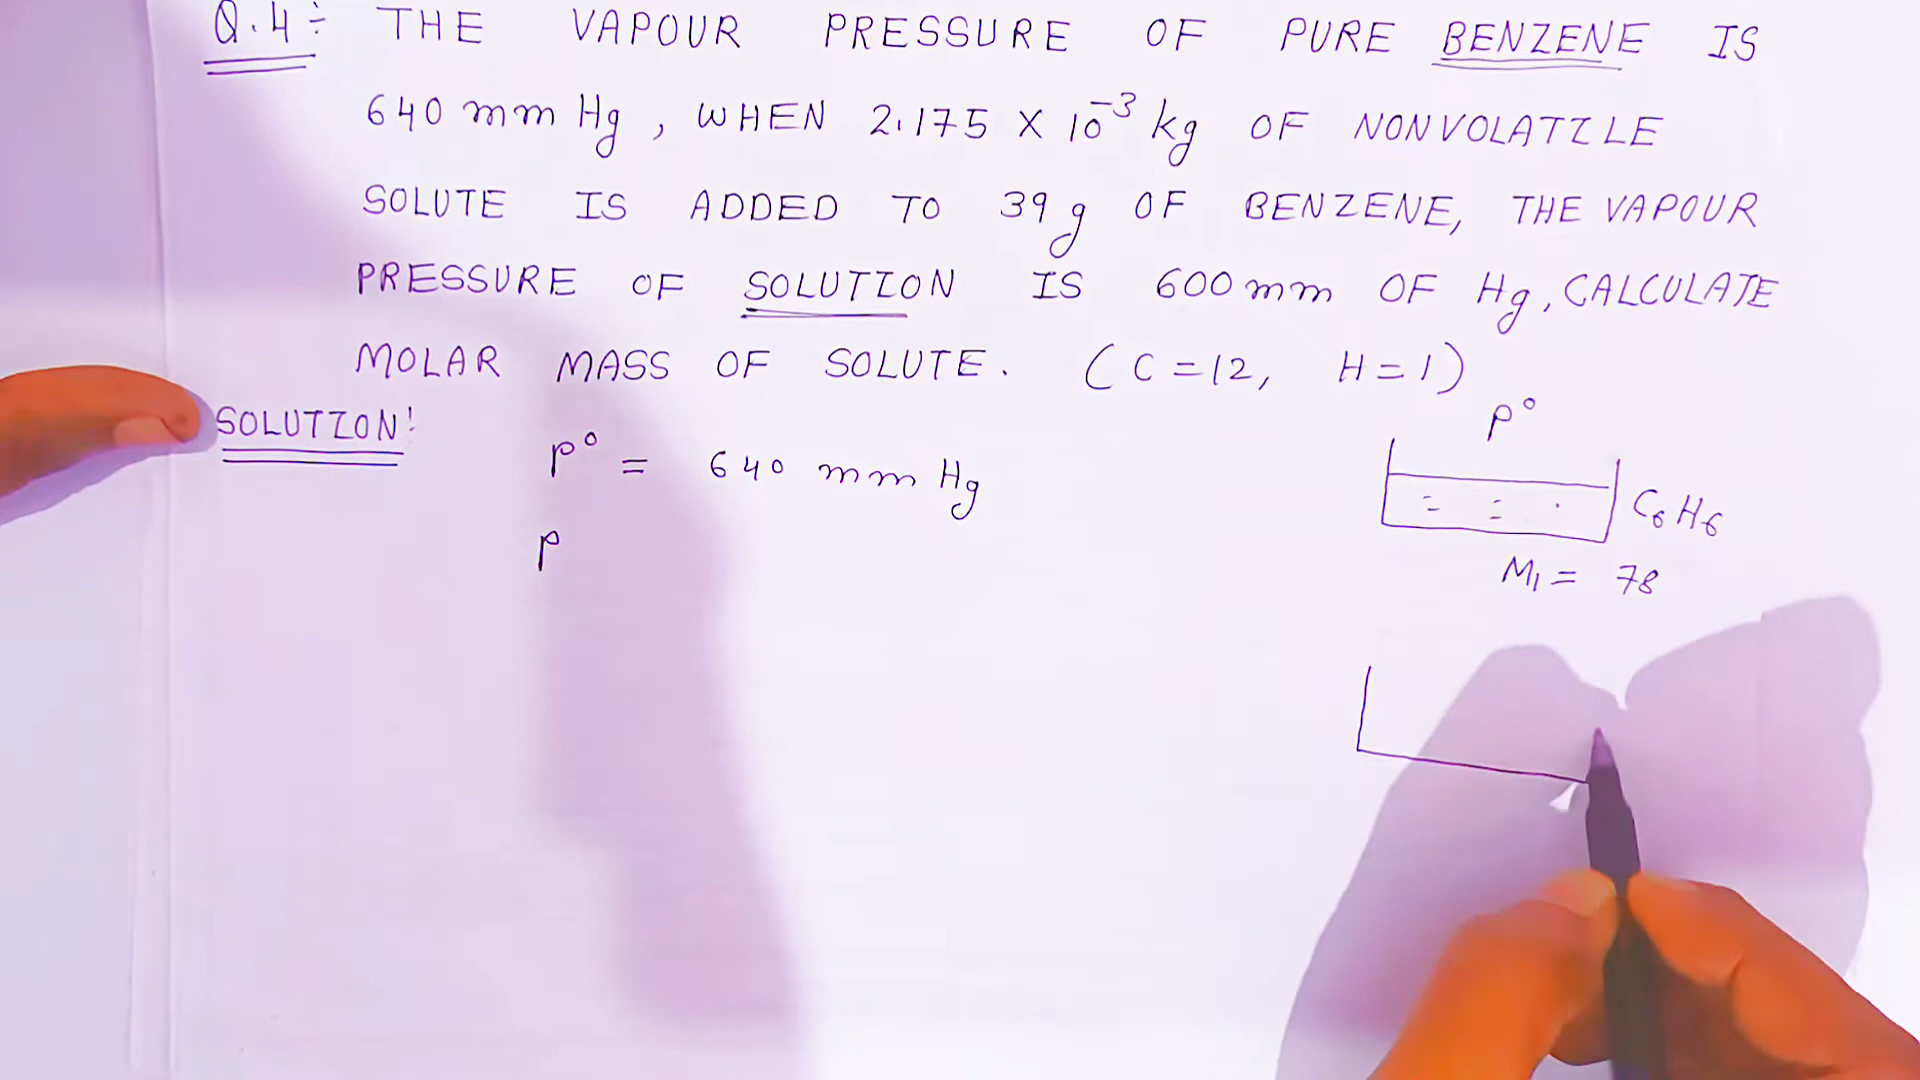 Q.4÷ THE VAPOUR PRESSURE OF PURE BENZENE IS
640 mm Hg, WHEN 2.175 X 10⁻³ kg OF NONVOLATILE
SOLUTE IS ADDED TO 39 g OF BENZENE, THE VAPOUR
PRESSURE OF SOLUTION IS 600 mm OF Hg, CALCULATE
MOLAR MASS OF SOLUTE. (C = 12, H = 1)
SOLUTION!
P° = 640 mm Hg
P
P°
C₆H₆
M₁ = 78